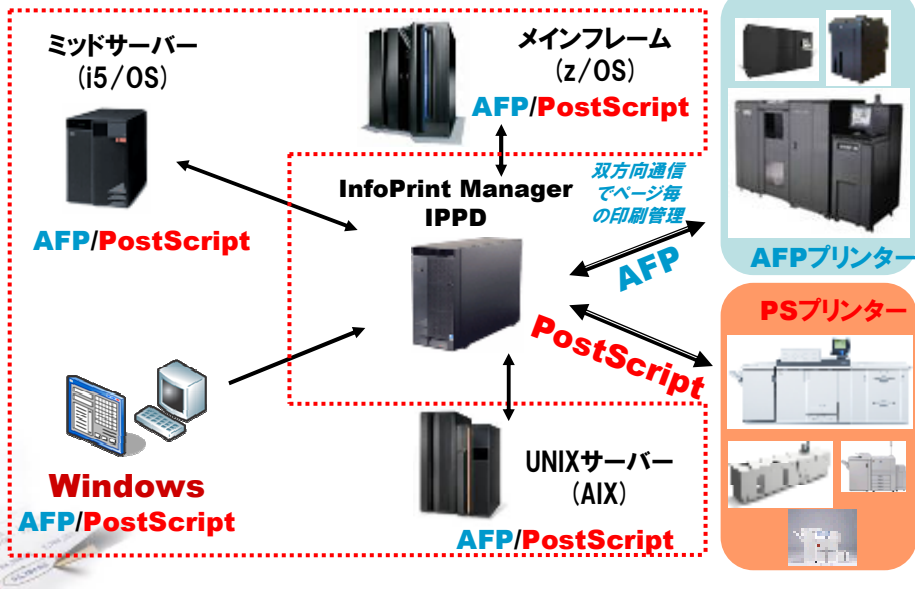 ミッドサーバー
(i5/OS)
AFP/PostScript
メインフレーム
(z/OS)
AFP/PostScript
InfoPrint Manager
IPPD
双方向通信
でページ毎
の印刷管理
AFP
PostScript
AFPプリンター
PSプリンター
Windows
AFP/PostScript
UNIXサーバー
(AIX)
AFP/PostScript